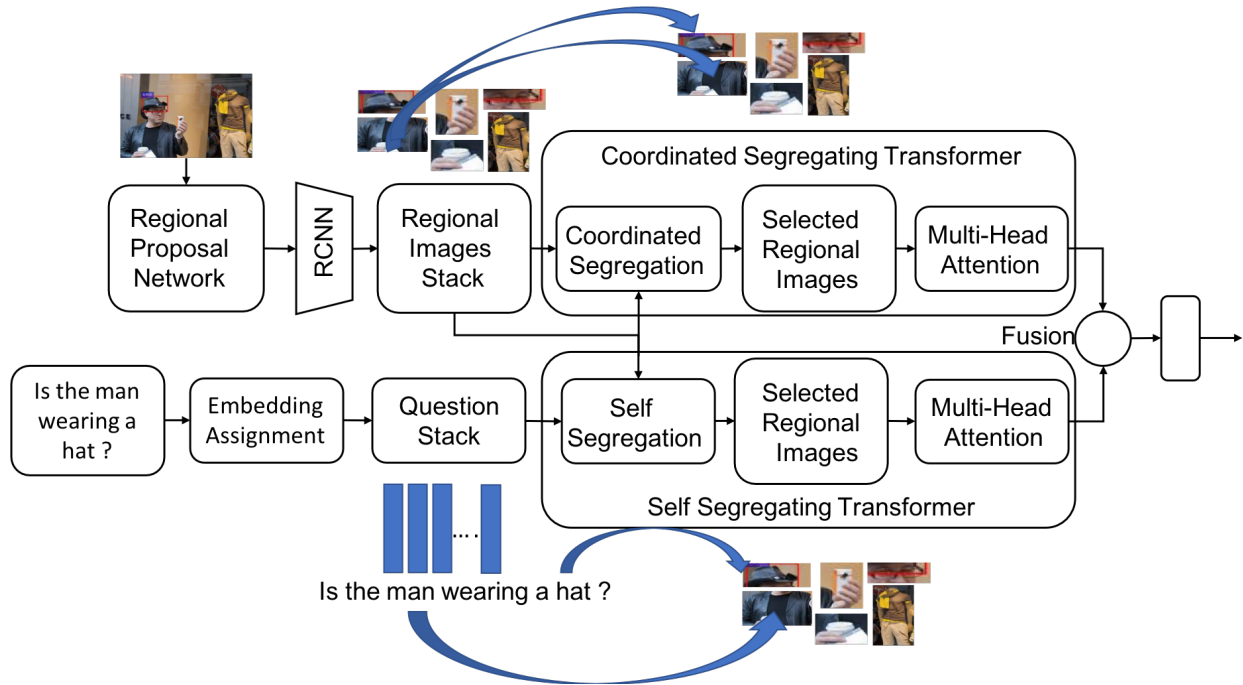 Coordinated Segregating Transformer
Regional
Proposal
Network
RCNN
Regional
Images
Stack
Coordinated
Segregation
Selected
Regional
Images
Multi-Head
Attention
Fusion
Is the man
wearing a
hat ?
Embedding
Assignment
Question
Stack
Self
Segregation
Selected
Regional
Images
Multi-Head
Attention
Self Segregating Transformer
... .
Is the man wearing a hat ?